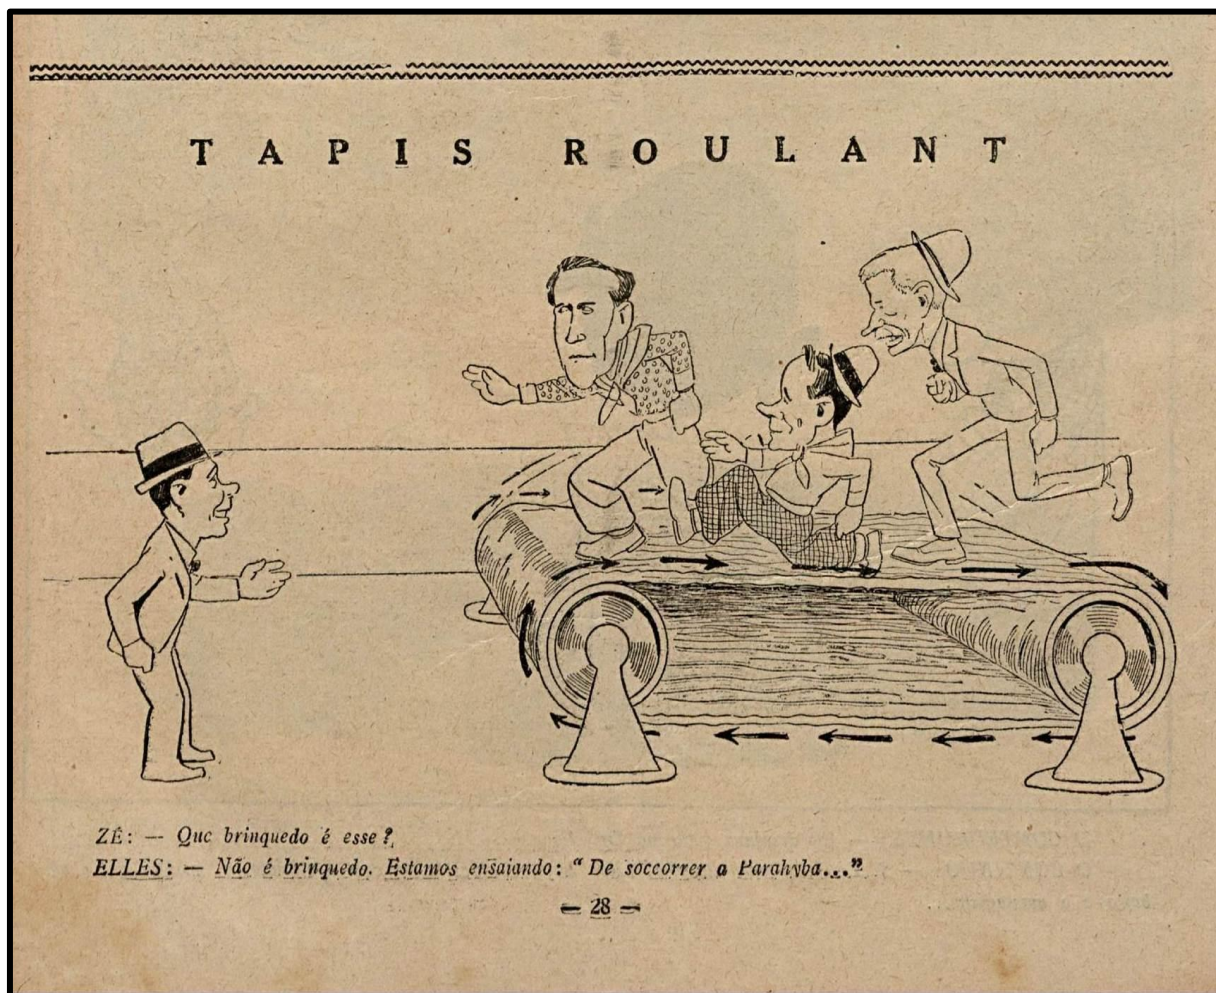 TAPIS ROULANT
ZÉ: — Que brinquedo é esse?
ELLES: — Não é brinquedo. Estamos ensaiando: “De soccorrer a Parahyba...”
— 28 —